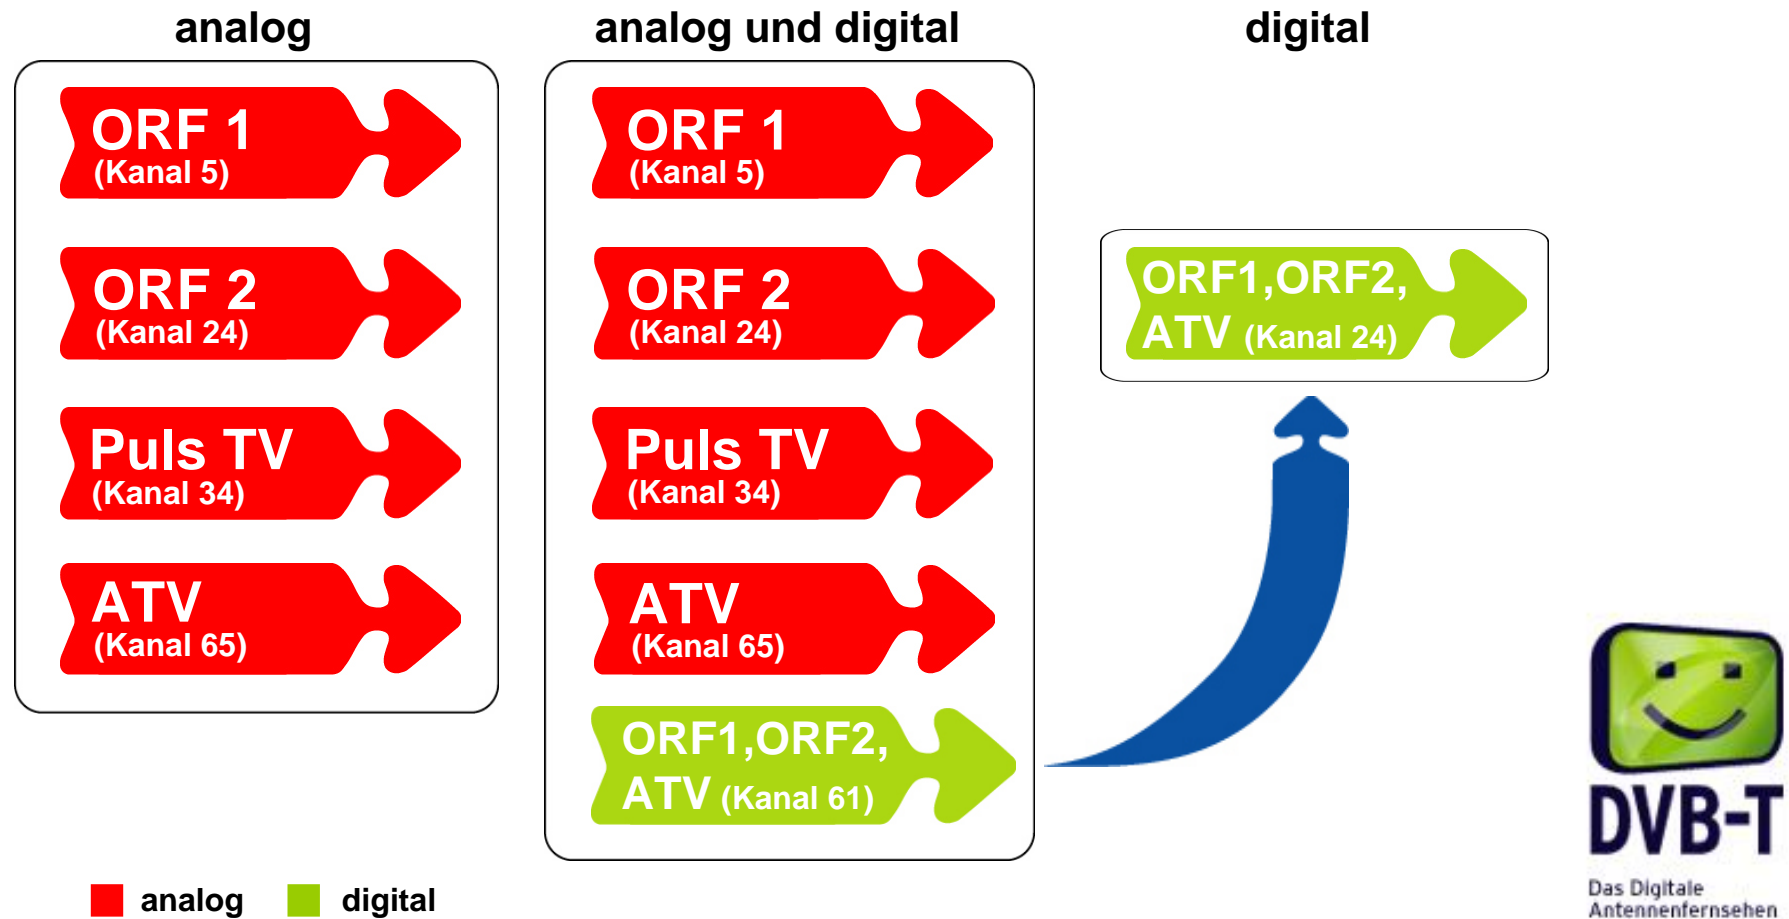 analog
ORF 1
(Kanal 5)
ORF 2
(Kanal 24)
Puls TV
(Kanal 34)
ATV
(Kanal 65)
analog und digital
ORF 1
(Kanal 5)
ORF 2
(Kanal 24)
Puls TV
(Kanal 34)
ATV
(Kanal 65)
ORF1,ORF2,
ATV (Kanal 61)
digital
ORF1,ORF2,
ATV (Kanal 24)
analog
digital
DVB-T
Das Digitale
Antennenfernsehen